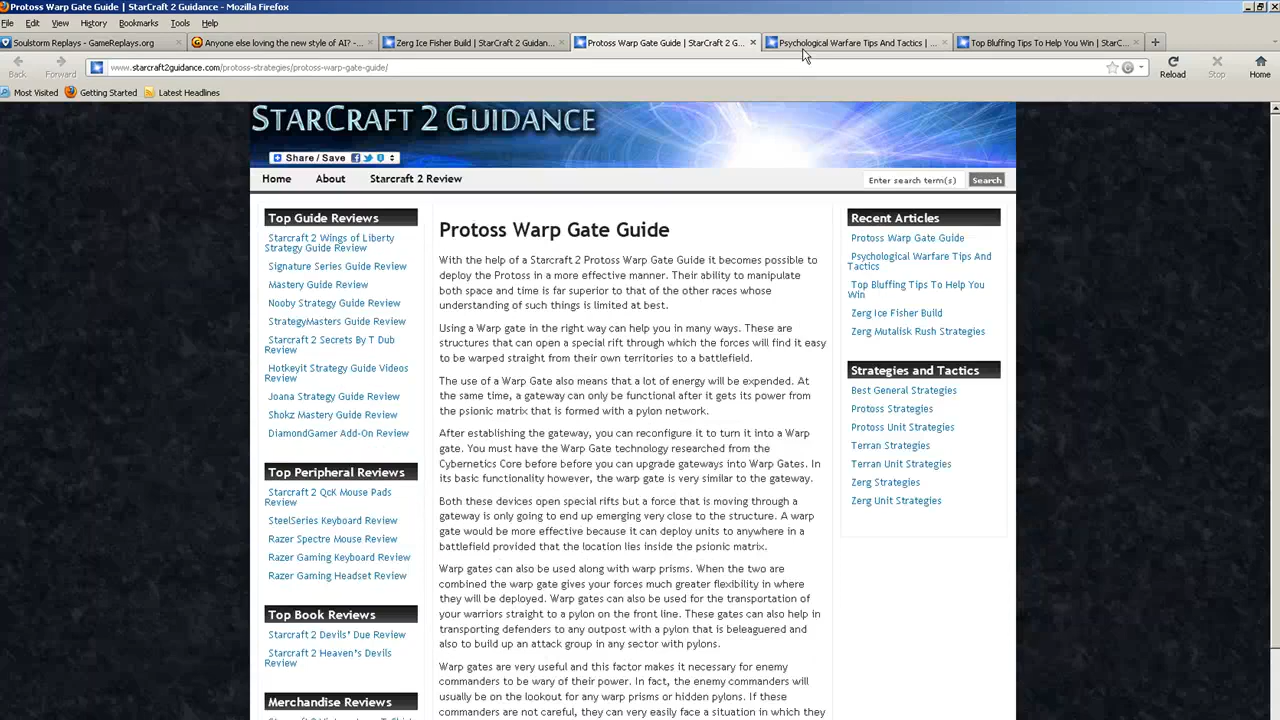 Protoss Warp Gate Guide | StarCraft 2 Guidance - Mozilla Firefox
File Edit View History Bookmarks Tools Help
Soulstorm Replays - GameReplays.org
Anyone else loving the new style of AI? -...
Zerg Ice Fisher Build | StarCraft 2 Guidan...
Protoss Warp Gate Guide | StarCraft 2 G...
Psychological Warfare Tips And Tactics | ...
Top Bluffing Tips To Help You Win | StarC...
Back Forward
www.starcraft2guidance.com/protoss-strategies/protoss-warp-gate-guide/
Reload Stop Home
Most Visited Getting Started Latest Headlines
STARCRAFT 2 GUIDANCE
Share / Save
Home About Starcraft 2 Review
Enter search term(s) Search
Top Guide Reviews
Starcraft 2 Wings of Liberty
Strategy Guide Review
Signature Series Guide Review
Mastery Guide Review
Nooby Strategy Guide Review
StrategyMasters Guide Review
Starcraft 2 Secrets By T Dub
Review
Hotkeyit Strategy Guide Videos
Review
Joana Strategy Guide Review
Shokz Mastery Guide Review
DiamondGamer Add-On Review
Top Peripheral Reviews
Starcraft 2 QcK Mouse Pads
Review
SteelSeries Keyboard Review
Razer Spectre Mouse Review
Razer Gaming Keyboard Review
Razer Gaming Headset Review
Top Book Reviews
Starcraft 2 Devils' Due Review
Starcraft 2 Heaven's Devils
Review
Merchandise Reviews
Protoss Warp Gate Guide
With the help of a Starcraft 2 Protoss Warp Gate Guide it becomes possible to
deploy the Protoss in a more effective manner. Their ability to manipulate
both space and time is far superior to that of the other races whose
understanding of such things is limited at best.
Using a Warp gate in the right way can help you in many ways. These are
structures that can open a special rift through which the forces will find it easy
to be warped straight from their own territories to a battlefield.
The use of a Warp Gate also means that a lot of energy will be expended. At
the same time, a gateway can only be functional after it gets its power from
the psionic matrix that is formed with a pylon network.
After establishing the gateway, you can reconfigure it to turn it into a Warp
gate. You must have the Warp Gate technology researched from the
Cybernetics Core before before you can upgrade gateways into Warp Gates. In
its basic functionality however, the warp gate is very similar to the gateway.
Both these devices open special rifts but a force that is moving through a
gateway is only going to end up emerging very close to the structure. A warp
gate would be more effective because it can deploy units to anywhere in a
battlefield provided that the location lies inside the psionic matrix.
Warp gates can also be used along with warp prisms. When the two are
combined the warp gate gives your forces much greater flexibility in where
they will be deployed. Warp gates can also be used for the transportation of
your warriors straight to a pylon on the front line. These gates can also help in
transporting defenders to any outpost with a pylon that is beleaguered and
also to build up an attack group in any sector with pylons.
Warp gates are very useful and this factor makes it necessary for enemy
commanders to be wary of their power. In fact, the enemy commanders will
usually be on the lookout for any warp prisms or hidden pylons. If these
commanders are not careful, they can very easily face a situation in which they
Recent Articles
Protoss Warp Gate Guide
Psychological Warfare Tips And
Tactics
Top Bluffing Tips To Help You
Win
Zerg Ice Fisher Build
Zerg Mutalisk Rush Strategies
Strategies and Tactics
Best General Strategies
Protoss Strategies
Protoss Unit Strategies
Terran Strategies
Terran Unit Strategies
Zerg Strategies
Zerg Unit Strategies